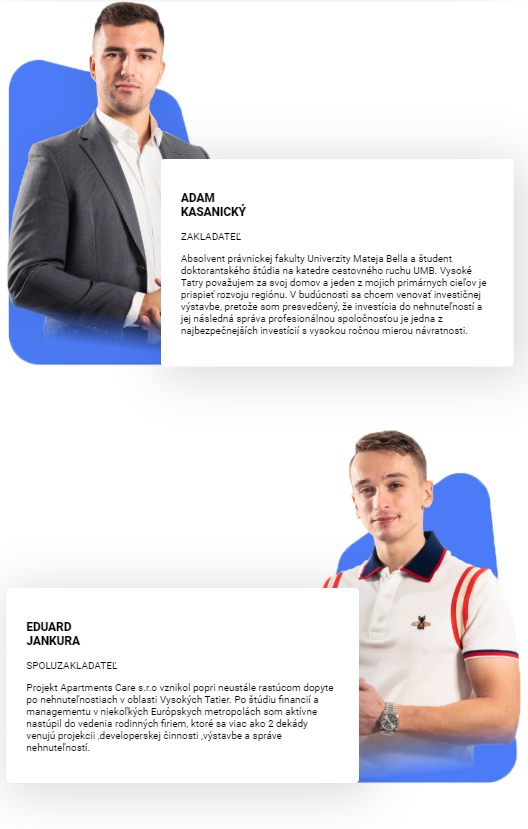 ADAM
KASANICKÝ
ZAKLADATEĽ
Absolvent právnickej fakulty Univerzity Mateja Bella a študent
doktorantského štúdia na katedre cestovného ruchu UMB. Vysoké
Tatry považujem za svoj domov a jeden z mojich primárnych cieľov je
prispieť rozvoju regiónu. V budúcnosti sa chcem venovať investičnej
výstavbe, pretože som presvedčený, že investícia do nehnuteľností a
jej následná správa profesionálnou spoločnosťou je jedna z
najbezpečnejších investícií s vysokou ročnou mierou návratnosti.
EDUARD
JANKURA
SPOLUZAKLADATEĽ
Projekt Apartments Care s.r.o vznikol popri neustále rastúcom dopyte
po nehnuteľnostiach v oblasti Vysokých Tatier. Po štúdiu financií a
managementu v niekoľkých Európskych metropolách som aktívne
nastúpil do vedenia rodinných firiem, ktoré sa viac ako 2 dekády
venujú projekcii ,developerskej činnosti ,výstavbe a správe
nehnuteľností.